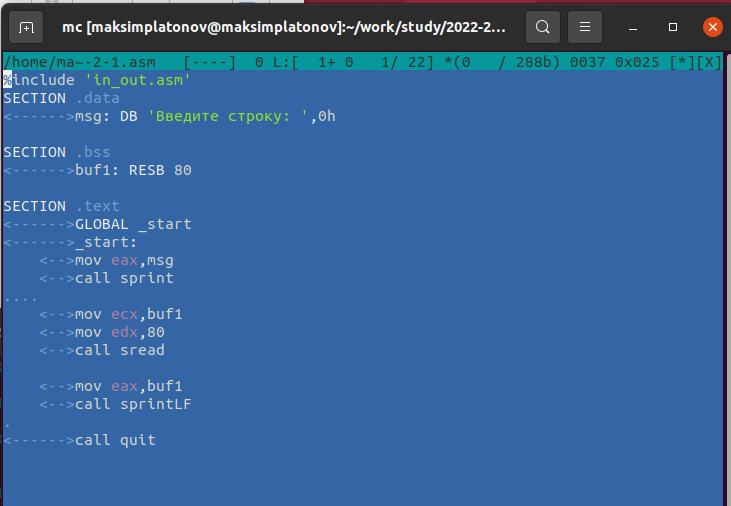 mc [maksimplatonov@maksimplatonov]:~/work/study/2022-2...
/home/ma~-2-1.asm   [----]  0 L:[  1+ 0   1/ 22] *(0   / 288b) 0037 0x025 [*][X]
%include 'in_out.asm'
SECTION .data
<------>msg: DB 'Введите строку: ',0h
SECTION .bss
<------>buf1: RESB 80
SECTION .text
<------>GLOBAL _start
<------>_start:
    <-->mov eax,msg
    <-->call sprint
....
    <-->mov ecx,buf1
    <-->mov edx,80
    <-->call sread
    <-->mov eax,buf1
    <-->call sprintLF
.
<------>call quit